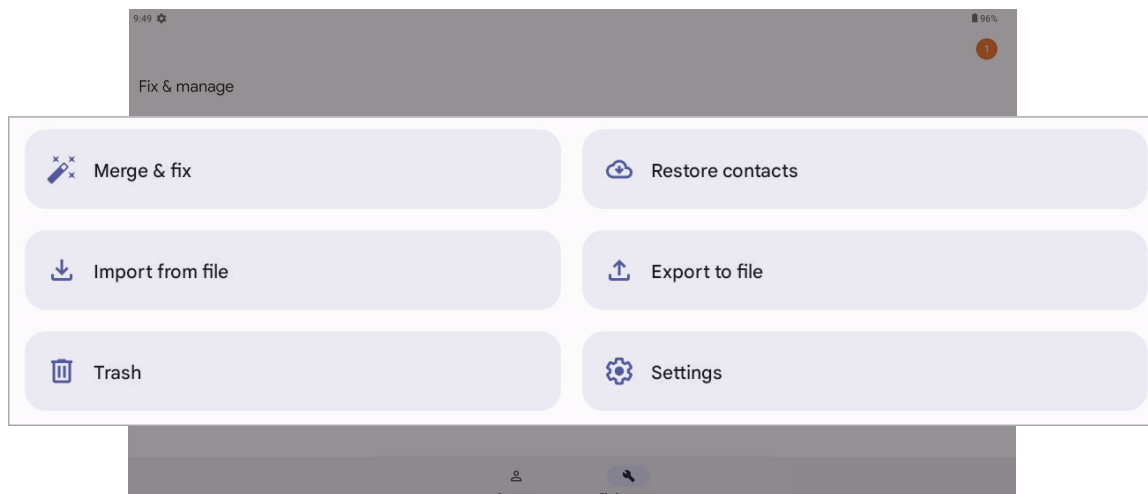 9:49 96%
1
Fix & manage
Merge & fix
Restore contacts
Import from file
Export to file
Trash
Settings